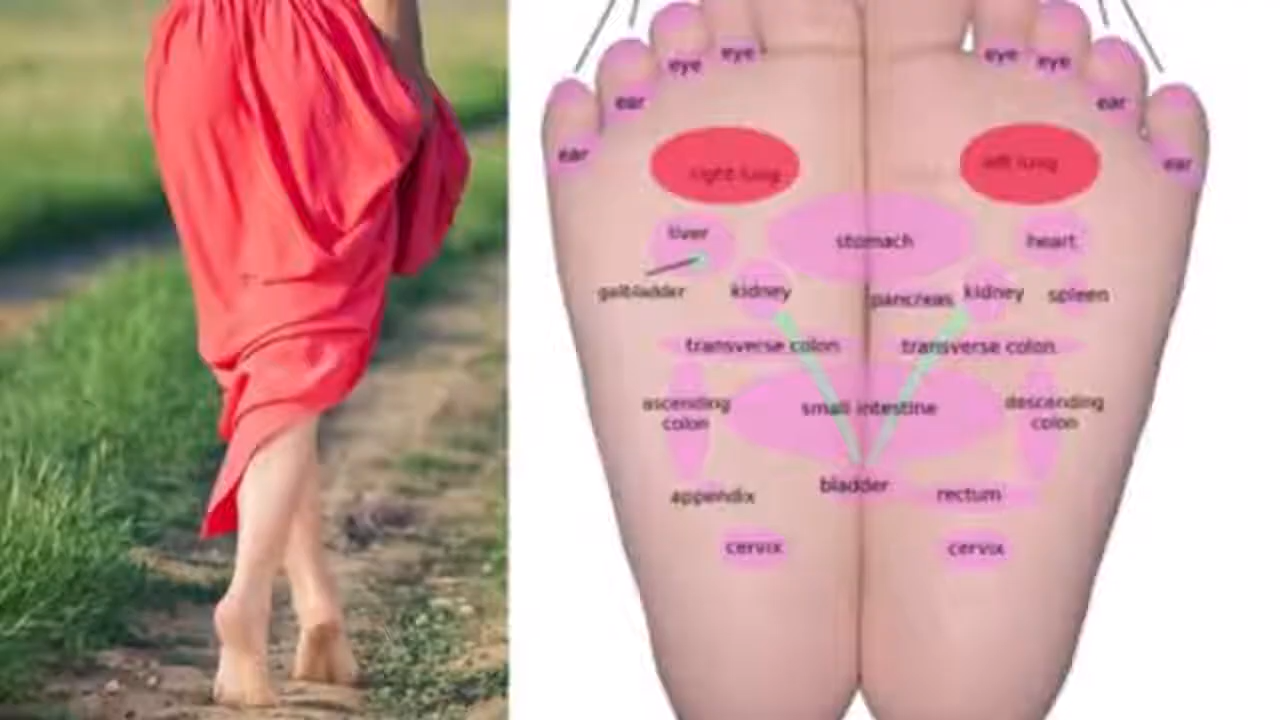 eye
eye
eye
eye
ear
ear
ear
ear
right lung
left lung
liver
stomach
heart
gallbladder
kidney
pancreas
kidney
spleen
transverse colon
transverse colon
ascending
colon
small intestine
descending
colon
bladder
appendix
rectum
cervix
cervix